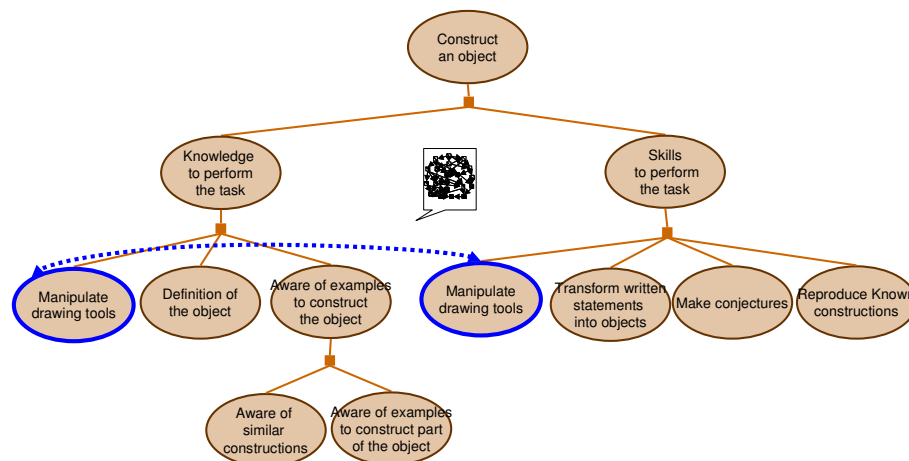 Construct
an object
Knowledge
to perform
the task
Skills
to perform
the task
Manipulate
drawing tools
Definition of
the object
Aware of examples
to construct
the object
Manipulate
drawing tools
Transform written
statements
into objects
Make conjectures
Reproduce Known
constructions
Aware of
similar
constructions
Aware of examples
to construct part
of the object